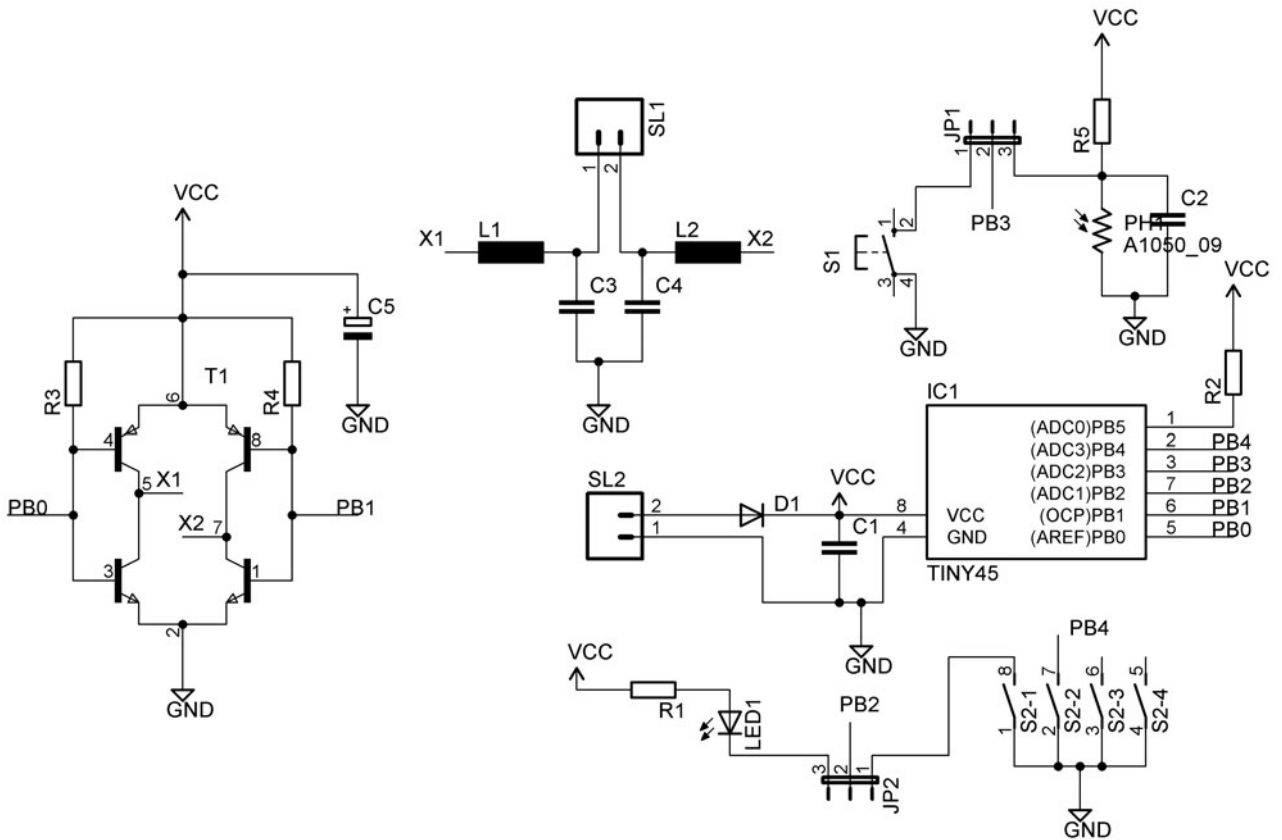 VCC
R3
R4
T1
6
4
8
5
X1
X2
7
PB0
PB1
3
1
2
GND
+
C5
GND
SL1
1
2
X1
L1
L2
X2
C3
C4
GND
VCC
R5
JP1
1
2
3
PB3
S1
1
2
3
4
GND
C2
PH1
A1050_09
GND
VCC
R2
IC1
(ADC0)PB5
1
(ADC3)PB4
2
PB4
(ADC2)PB3
3
PB3
(ADC1)PB2
7
PB2
(OCP)PB1
6
PB1
(AREF)PB0
5
PB0
VCC
GND
8
4
TINY45
SL2
2
1
D1
VCC
C1
GND
VCC
R1
LED1
PB2
3
2
1
JP2
PB4
8
7
6
5
S2-1
S2-2
S2-3
S2-4
1
2
3
4
GND